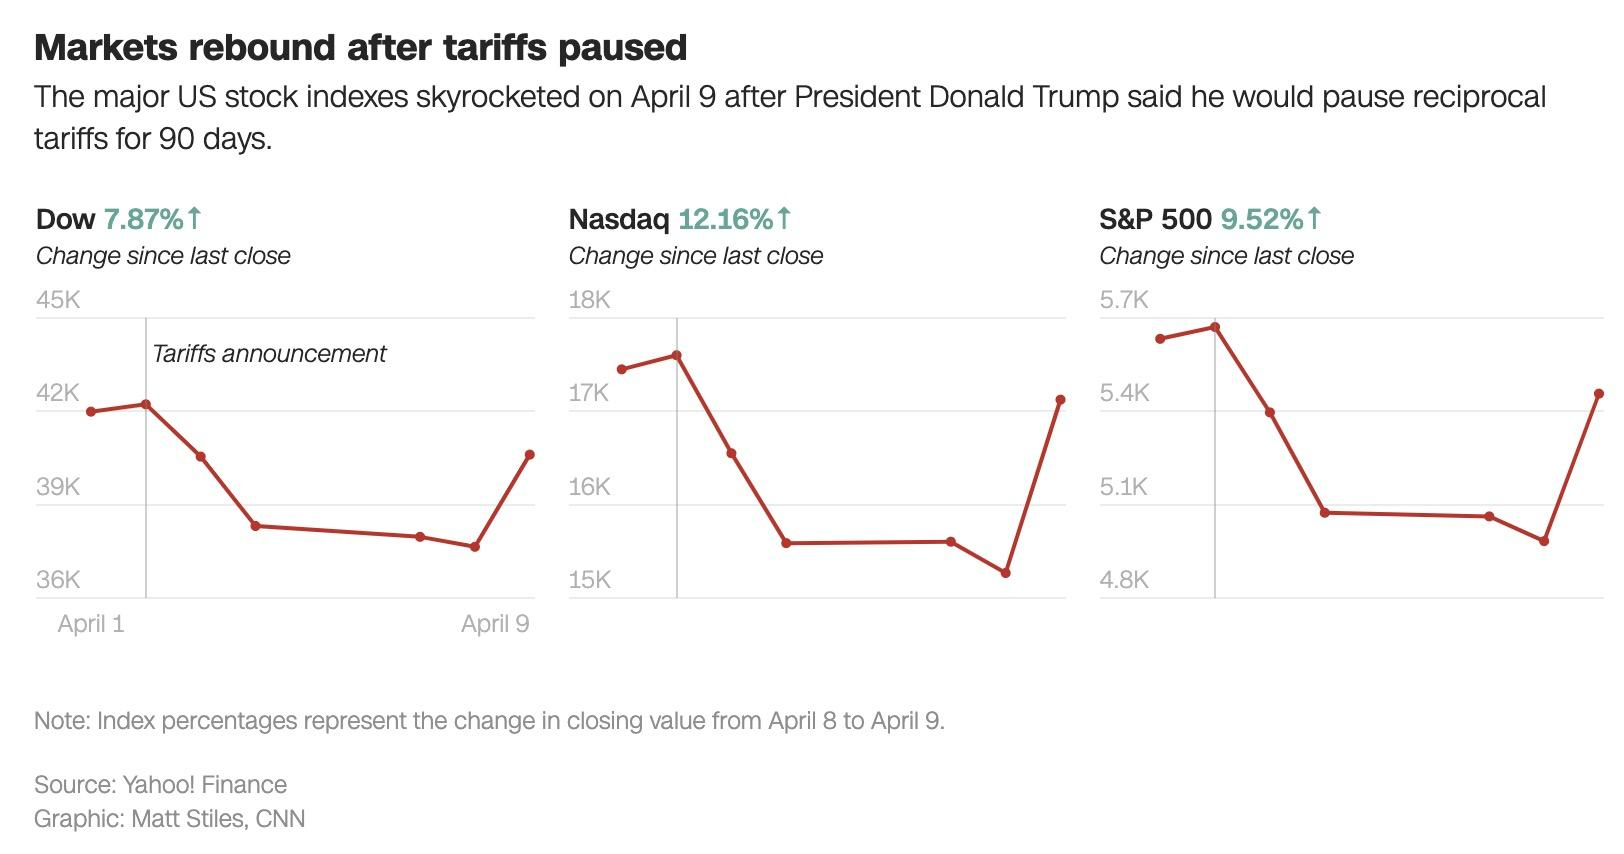 Markets rebound after tariffs paused
The major US stock indexes skyrocketed on April 9 after President Donald Trump said he would pause reciprocal
tariffs for 90 days.
Dow 7.87%↑
Change since last close
45K
Tariffs announcement
42K
39K
36K
April 1
April 9
Nasdaq 12.16%↑
Change since last close
18K
17K
16K
15K
S&P 500 9.52%↑
Change since last close
5.7K
5.4K
5.1K
4.8K
Note: Index percentages represent the change in closing value from April 8 to April 9.
Source: Yahoo! Finance
Graphic: Matt Stiles, CNN